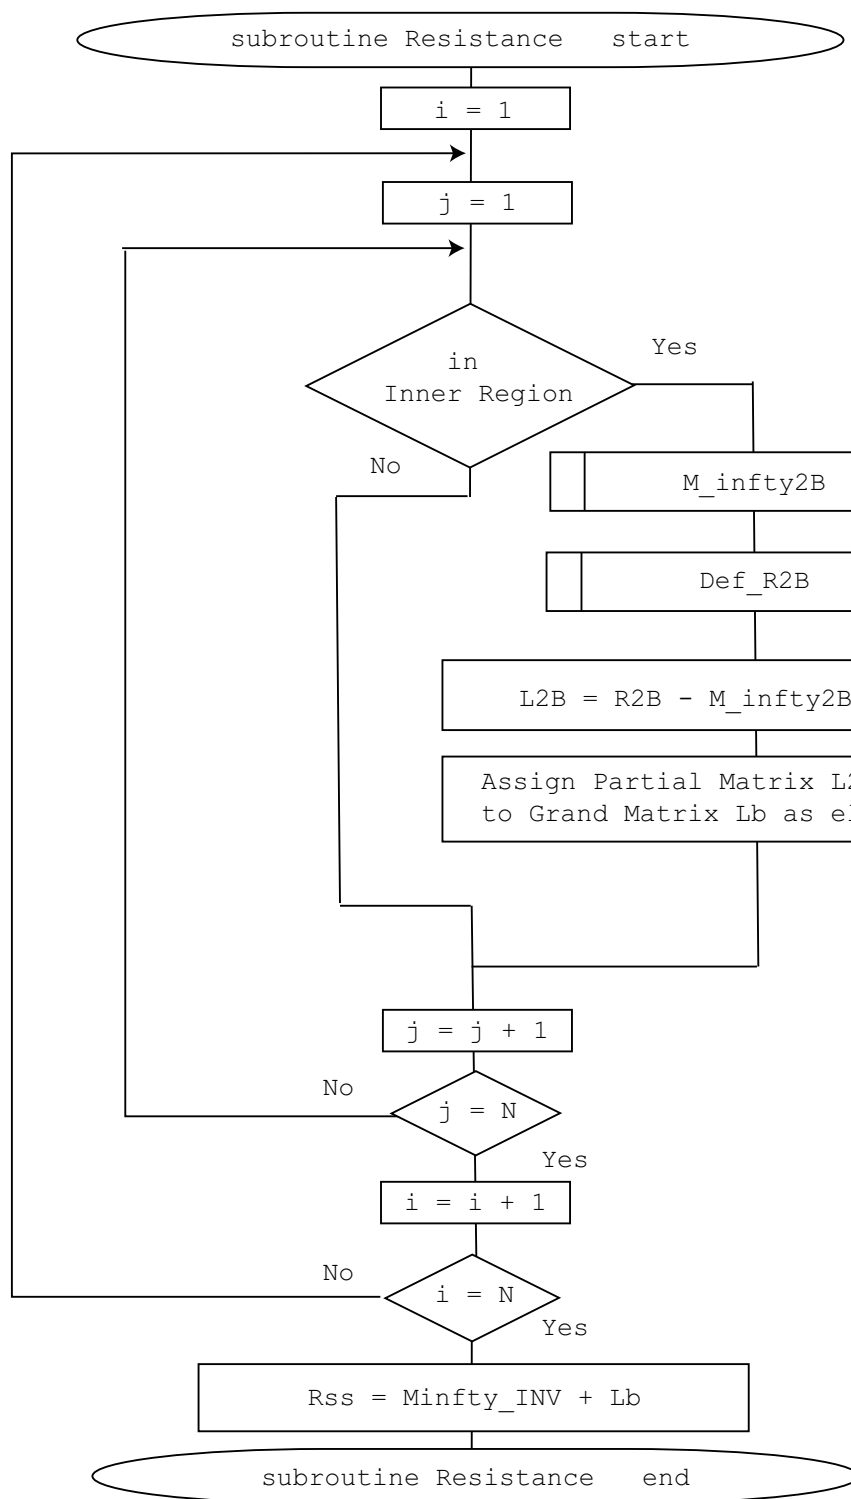 subroutine Resistance start
i = 1
j = 1
in
Inner Region
Yes
No
M_infty2B
Def_R2B
L2B = R2B - M_infty2B
Assign Partial Matrix
to Grand Matrix Lb as
j = j + 1
No
j = N
Yes
i = i + 1
No
i = N
Yes
Rss = Minfty_INV + Lb
subroutine Resistance end